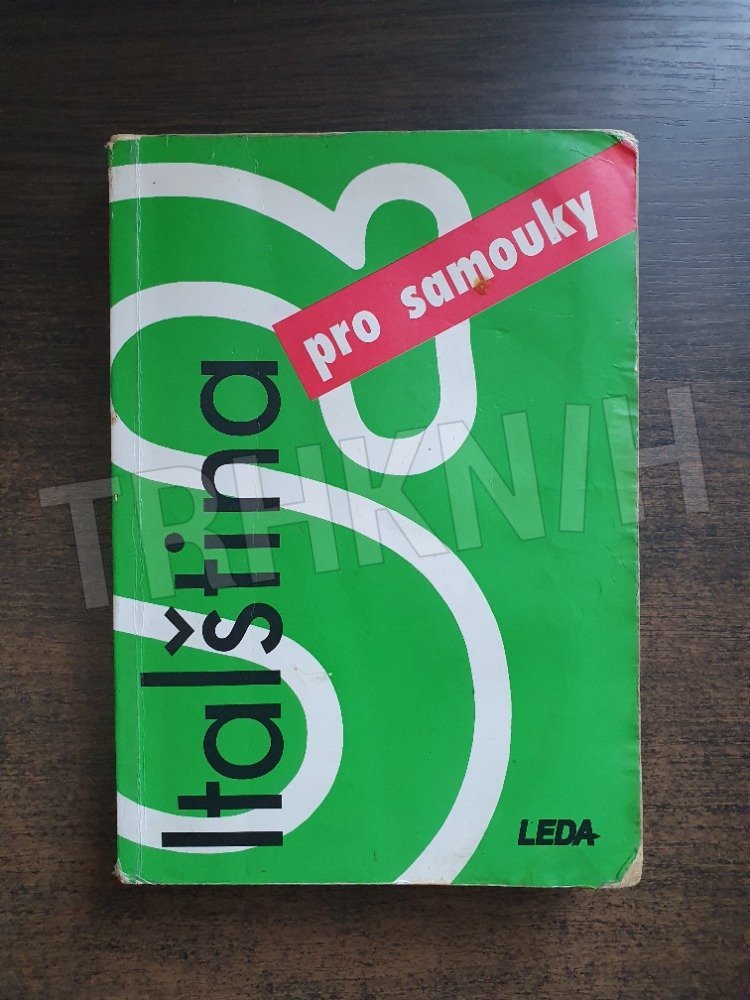 pro samouky
Italština
TRHKNIH
LEDA